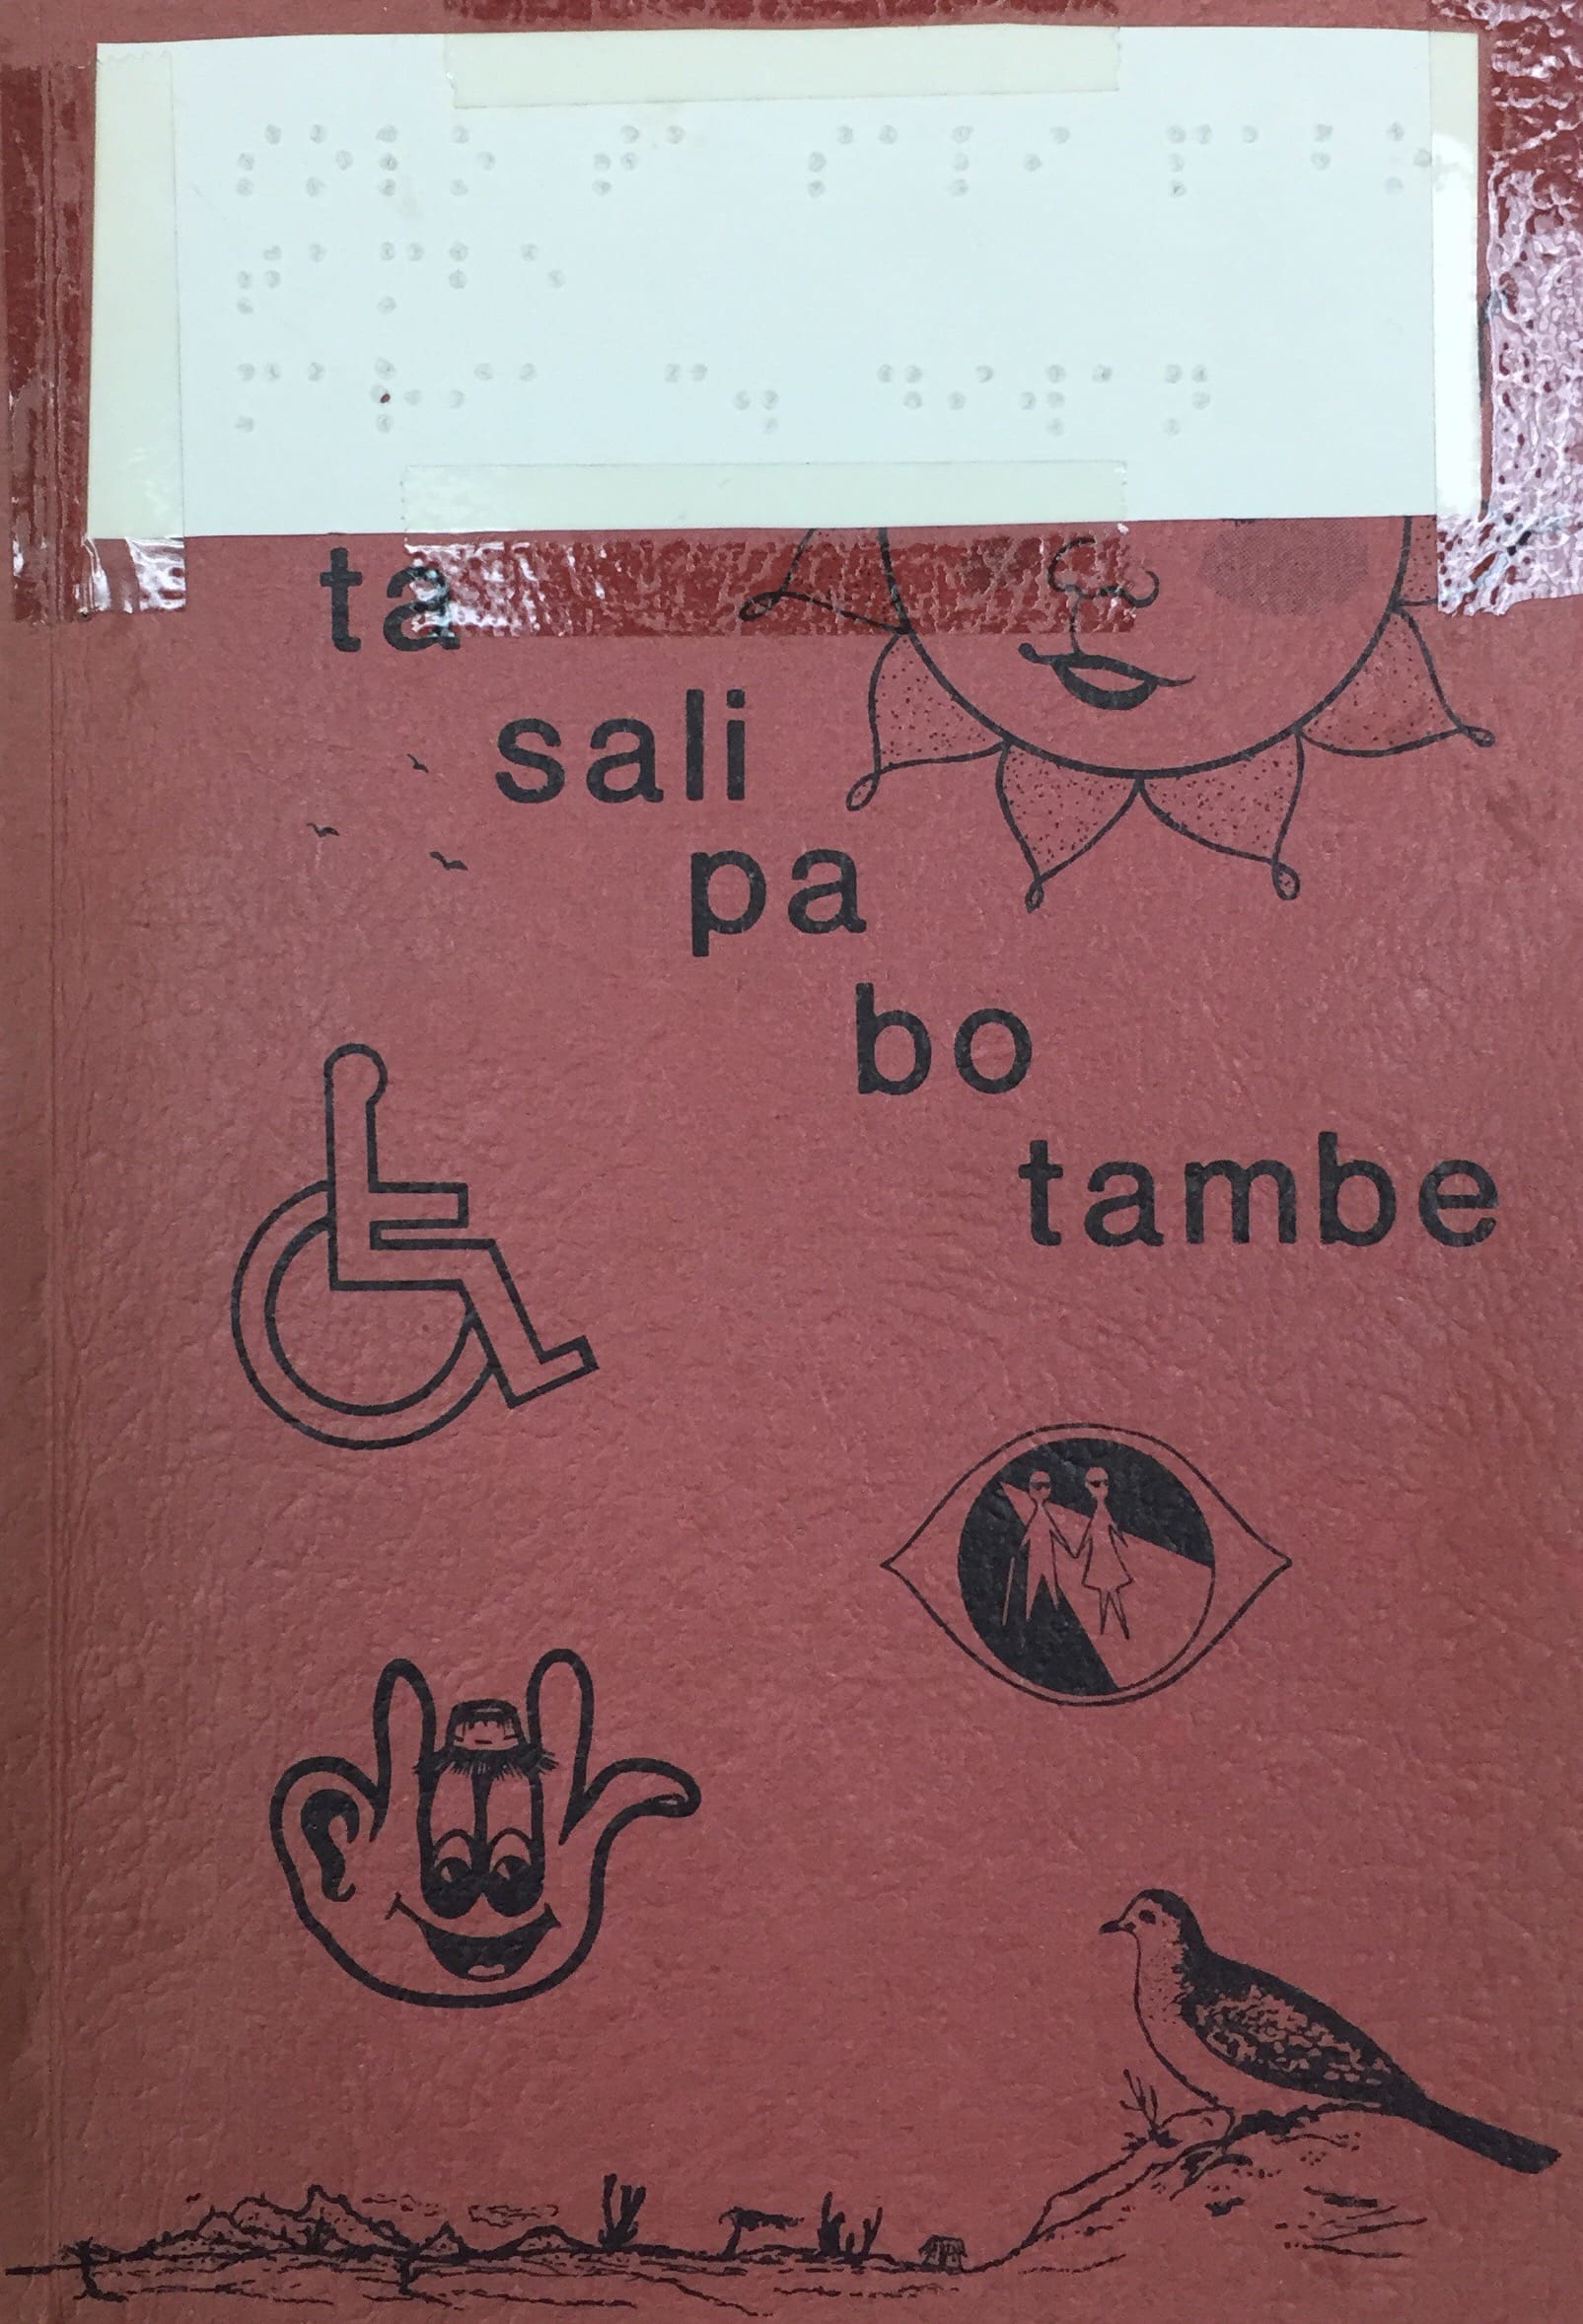 ⠎⠕⠇⠕ ⠞⠁ ⠎⠁⠇⠊ ⠏⠁ ⠃⠕
⠞⠁⠍⠃⠑
⠍⠁⠗⠊⠁ ⠉⠲ ⠙⠊⠺⠁⠝
ta
sali
pa
bo
tambe